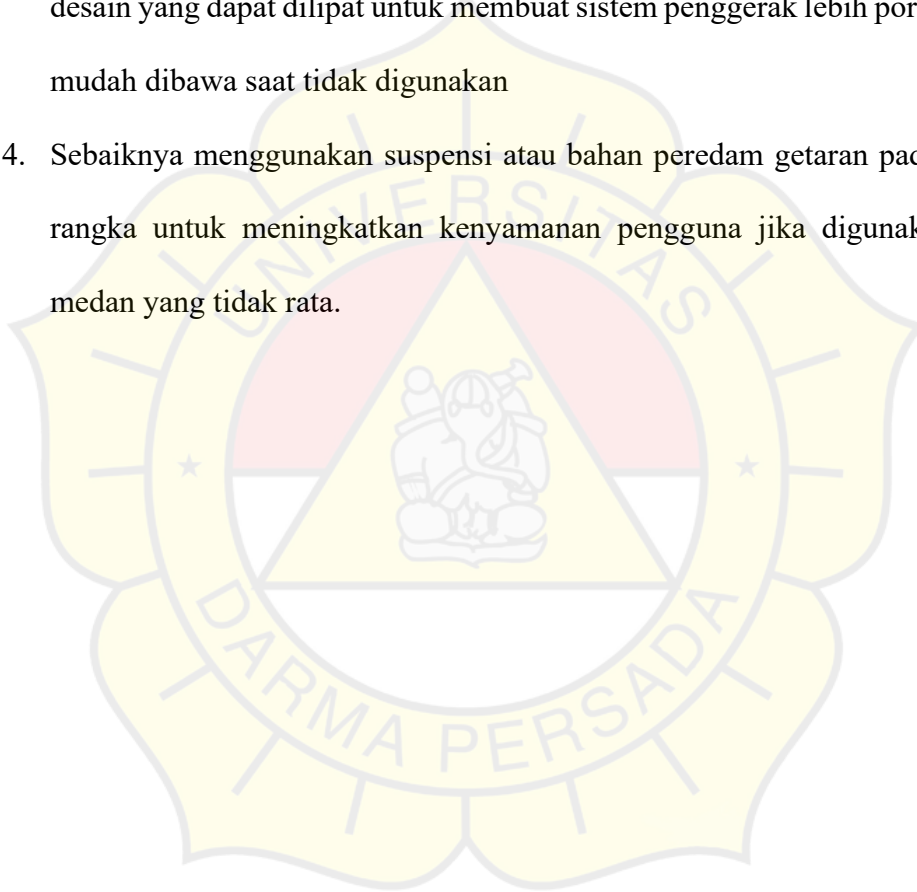 desain yang dapat dilipat untuk membuat sistem penggerak lebih por
mudah dibawa saat tidak digunakan
4. Sebaiknya menggunakan suspensi atau bahan peredam getaran pad
rangka untuk meningkatkan kenyamanan pengguna jika digunak
medan yang tidak rata.
UNIVERSITAS
DARMA PERSADA